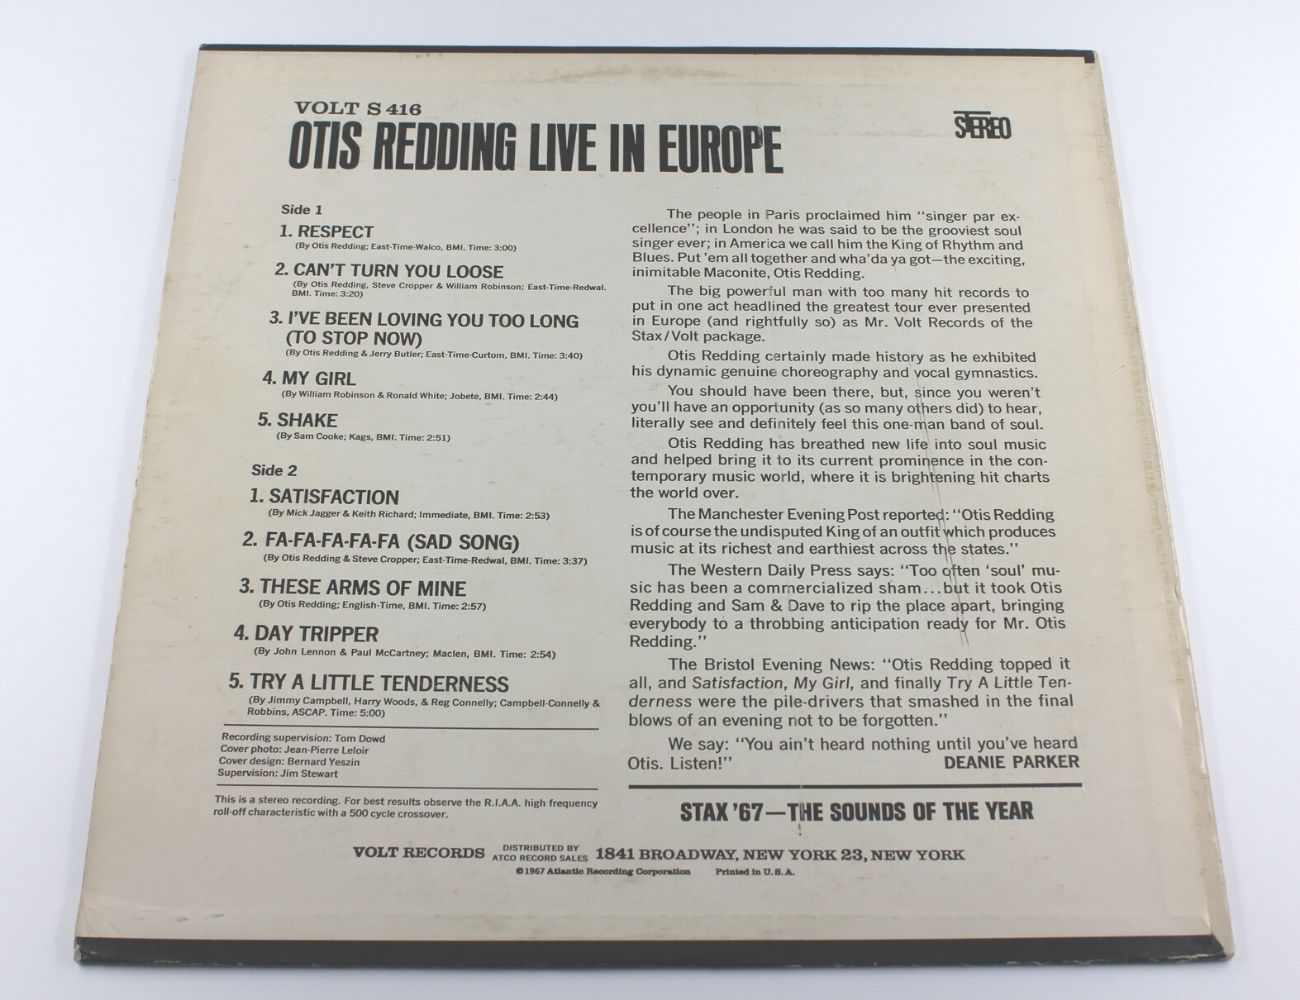 VOLT S 416
OTIS REDDING LIVE IN EUROPE
STEREO
Side 1
1. RESPECT
(By Otis Redding; East-Time-Walco, BMI. Time: 3:00)
2. CAN'T TURN YOU LOOSE
(By Otis Redding, Steve Cropper & William Robinson; East-Time-Redwal.
BMI. Time: 3:20)
3. I'VE BEEN LOVING YOU TOO LONG
(TO STOP NOW)
(By Otis Redding & Jerry Butler; East-Time-Curtom, BMI. Time: 3:40)
4. MY GIRL
(By William Robinson & Ronald White; Jobete, BMI. Time: 2:44)
5. SHAKE
(By Sam Cooke; Kags, BMI. Time: 2:51)
Side 2
1. SATISFACTION
(By Mick Jagger & Keith Richard; Immediate, BMI. Time: 2:53)
2. FA-FA-FA-FA-FA (SAD SONG)
(By Otis Redding & Steve Cropper; East-Time-Redwal, BMI. Time: 3:37)
3. THESE ARMS OF MINE
(By Otis Redding; English-Time, BMI. Time: 2:57)
4. DAY TRIPPER
(By John Lennon & Paul McCartney; Maclen, BMI. Time: 2:54)
5. TRY A LITTLE TENDERNESS
(By Jimmy Campbell, Harry Woods, & Reg Connelly; Campbell-Connelly &
Robbins, ASCAP. Time: 5:00)
Recording supervision: Tom Dowd
Cover photo: Jean-Pierre Leloir
Cover design: Bernard Yeszin
Supervision: Jim Stewart
This is a stereo recording. For best results observe the R.I.A.A. high frequency
roll-off characteristic with a 500 cycle crossover.
The people in Paris proclaimed him "singer par ex-
cellence"; in London he was said to be the grooviest soul
singer ever; in America we call him the King of Rhythm and
Blues. Put 'em all together and wha'da ya got—the exciting,
inimitable Maconite, Otis Redding.
The big powerful man with too many hit records to
put in one act headlined the greatest tour ever presented
in Europe (and rightfully so) as Mr. Volt Records of the
Stax/Volt package.
Otis Redding certainly made history as he exhibited
his dynamic genuine choreography and vocal gymnastics.
You should have been there, but, since you weren't
you'll have an opportunity (as so many others did) to hear,
literally see and definitely feel this one-man band of soul.
Otis Redding has breathed new life into soul music
and helped bring it to its current prominence in the con-
temporary music world, where it is brightening hit charts
the world over.
The Manchester Evening Post reported: "Otis Redding
is of course the undisputed King of an outfit which produces
music at its richest and earthiest across the states."
The Western Daily Press says: "Too often 'soul' mu-
sic has been a commercialized sham...but it took Otis
Redding and Sam & Dave to rip the place apart, bringing
everybody to a throbbing anticipation ready for Mr. Otis
Redding."
The Bristol Evening News: "Otis Redding topped it
all, and Satisfaction, My Girl, and finally Try A Little Ten-
derness were the pile-drivers that smashed in the final
blows of an evening not to be forgotten."
We say: "You ain't heard nothing until you've heard
Otis. Listen!" DEANIE PARKER
STAX '67—THE SOUNDS OF THE YEAR
VOLT RECORDS DISTRIBUTED BY ATCO RECORD SALES 1841 BROADWAY, NEW YORK 23, NEW YORK
©1967 Atlantic Recording Corporation Printed in U.S.A.